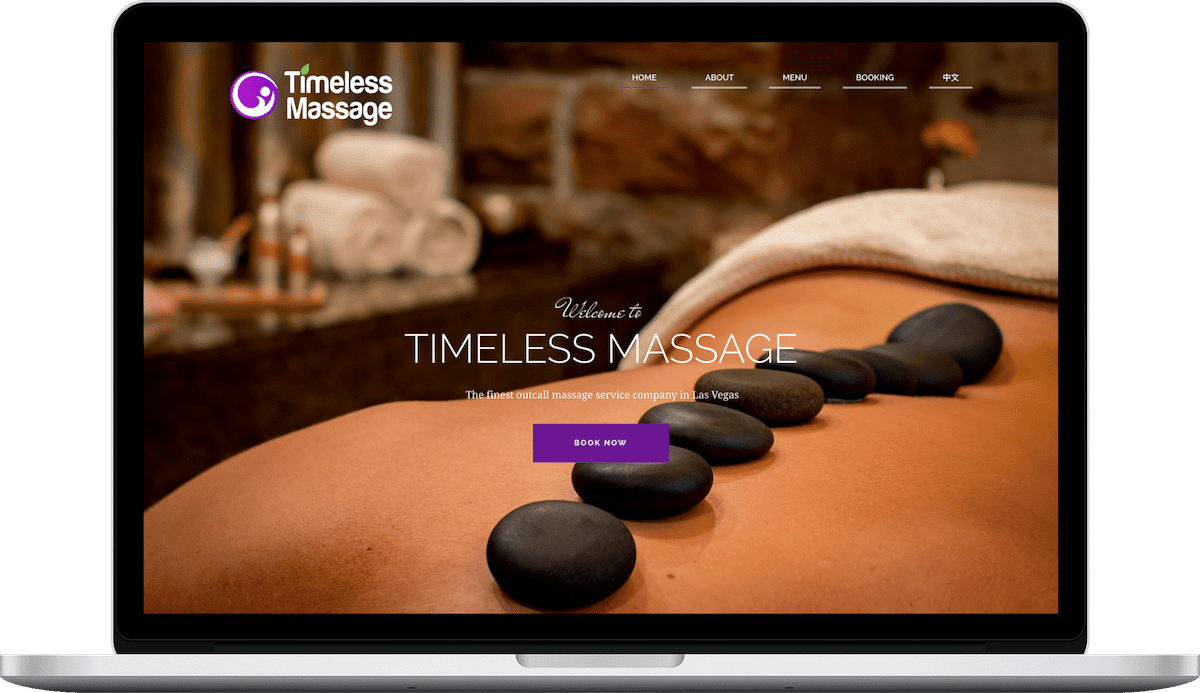 Timeless
Massage
HOME
ABOUT
MENU
BOOKING
中文
Welcome to
TIMELESS MASSAGE
The finest outcall massage service company in Las Vegas
BOOK NOW